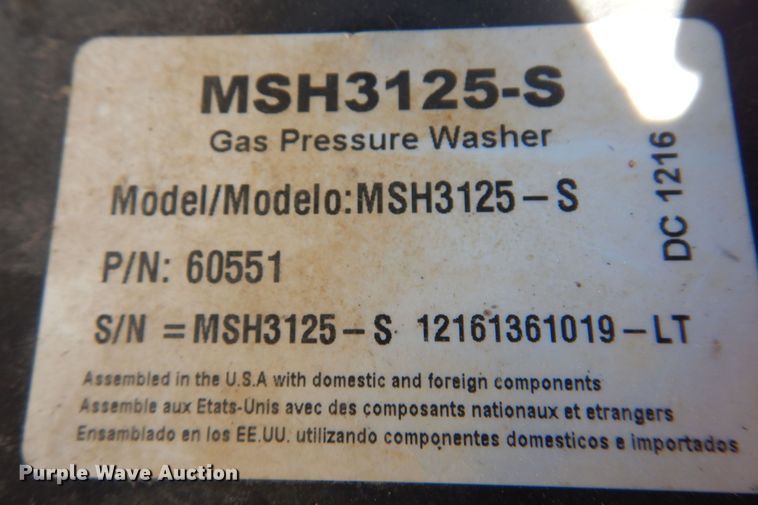 MSH3125-S
Gas Pressure Washer
Model/Modelo:MSH3125-S
P/N: 60551
S/N =MSH3125-S 12161361019-LT
DC 1216
Assembled in the U.S.A with domestic and foreign components
Assemble aux Etats-Unis avec des composants nationaux et etrangers
Ensamblado en los EE.UU. utilizando componentes domesticos e importados
Purple Wave Auction